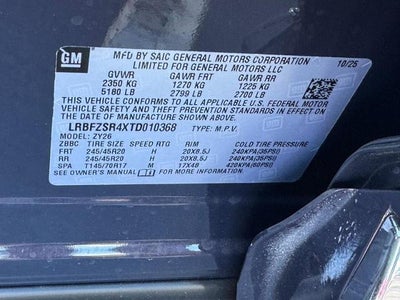 GM
MFD BY SAIC GENERAL MOTORS CORPORATION
LIMITED FOR GENERAL MOTORS LLC
10/25
GVWR GAWR FRT GAWR RR
2350 KG 1270 KG 1225 KG
5180 LB 2799 LB 2700 LB
THIS VEHICLE CONFORMS TO ALL APPLICABLE U.S. FEDERAL MOTOR
VEHICLE SAFETY AND THEFT PREVENTION STANDARDS IN EFFECT ON
THE DATE OF MANUFACTURE SHOWN ABOVE.
LRBFZSR4XTD010368 TYPE: M.P.V.
MODEL: ZY26
ZBBC TIRE SIZE SPEED RTG RIM COLD TIRE PRESSURE
FRT 245/45R20 H 20X8.5J 240KPA(35PSI)
RR 245/45R20 H 20X8.5J 240KPA(35PSI)
SPA T145/70R17 M 17X4B 420KPA(60PSI)
SEE OWNER'S MANUAL FOR MORE INFORMATION.